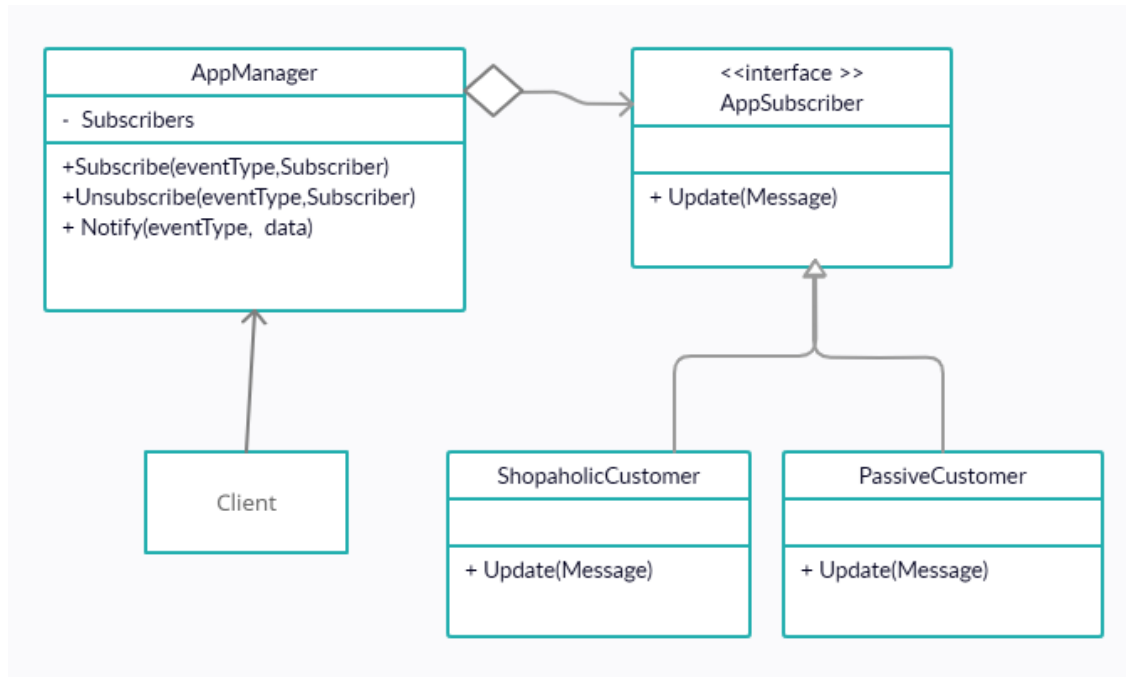 AppManager
- Subscribers
+Subscribe(eventType,Subscriber)
+Unsubscribe(eventType,Subscriber)
+ Notify(eventType, data)
<<interface >>
AppSubscriber
+ Update(Message)
Client
ShopaholicCustomer
+ Update(Message)
PassiveCustomer
+ Update(Message)